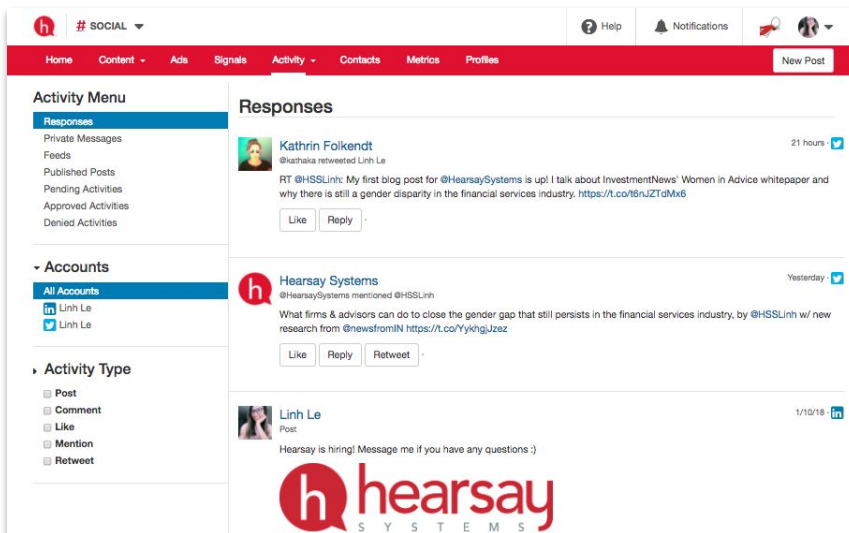 # SOCIAL
Help
Notifications
Home Content Ads Signals Activity Contacts Metrics Profiles
New Post
Activity Menu
Responses
Private Messages
Feeds
Published Posts
Pending Activities
Approved Activities
Denied Activities
Accounts
All Accounts
in Linh Le
Linh Le
Activity Type
Post
Comment
Like
Mention
Retweet
Responses
Kathrin Folkendt
21 hours ·
@kathaka retweeted Linh Le
RT @HSSLinh: My first blog post for @HearsaySystems is up! I talk about InvestmentNews' Women in Advice whitepaper and
why there is still a gender disparity in the financial services industry. https://t.co/t6nJZTdMx6
Like Reply ·
h
Hearsay Systems
Yesterday ·
@HearsaySystems mentioned @HSSLinh
What firms & advisors can do to close the gender gap that still persists in the financial services industry, by @HSSLinh w/ new
research from @newsfromIN https://t.co/YykhgjJzez
Like Reply Retweet ·
Linh Le
1/10/18 · in
Post
Hearsay is hiring! Message me if you have any questions :)
h hearsay
SYSTEMS